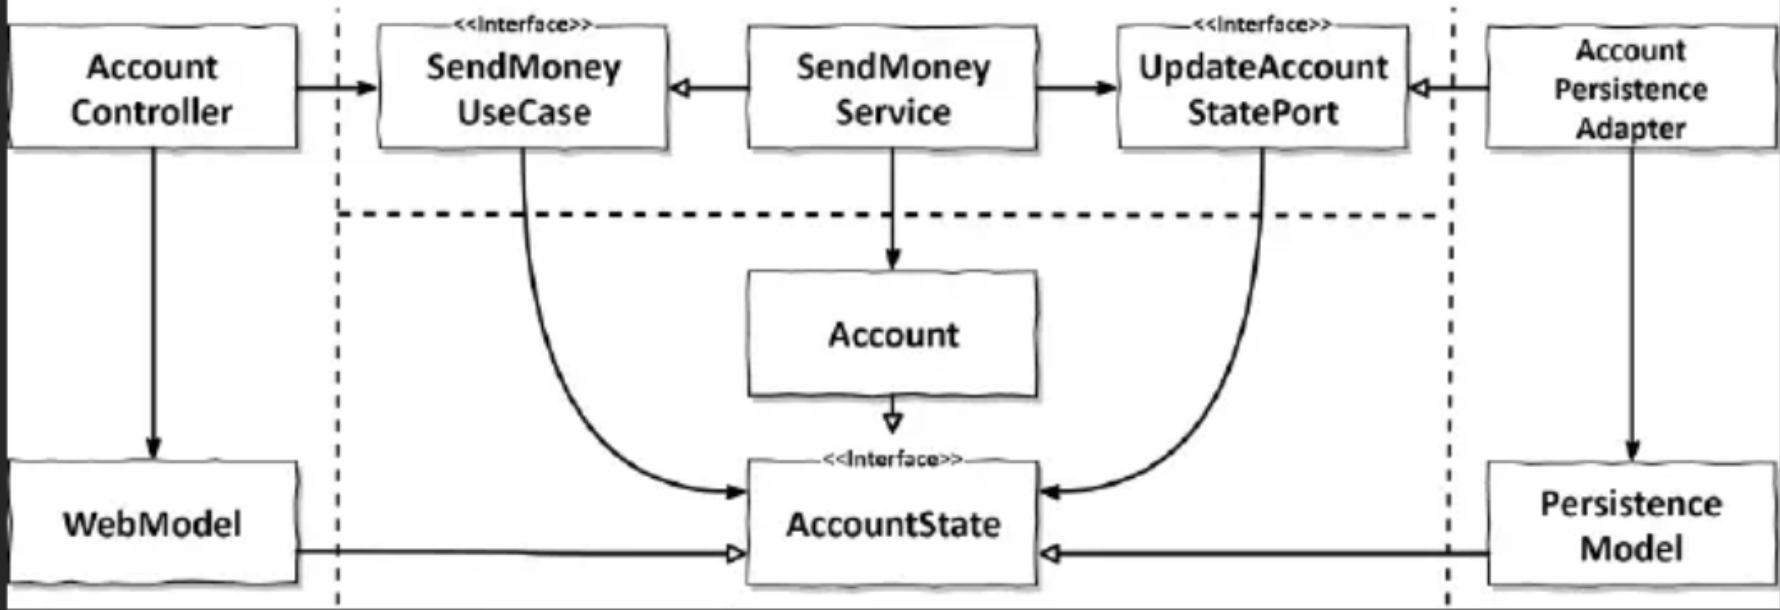 Account
Controller
<<Interface>>
SendMoney
UseCase
SendMoney
Service
<<Interface>>
UpdateAccount
StatePort
Account
Persistence
Adapter
Account
WebModel
<<Interface>>
AccountState
Persistence
Model